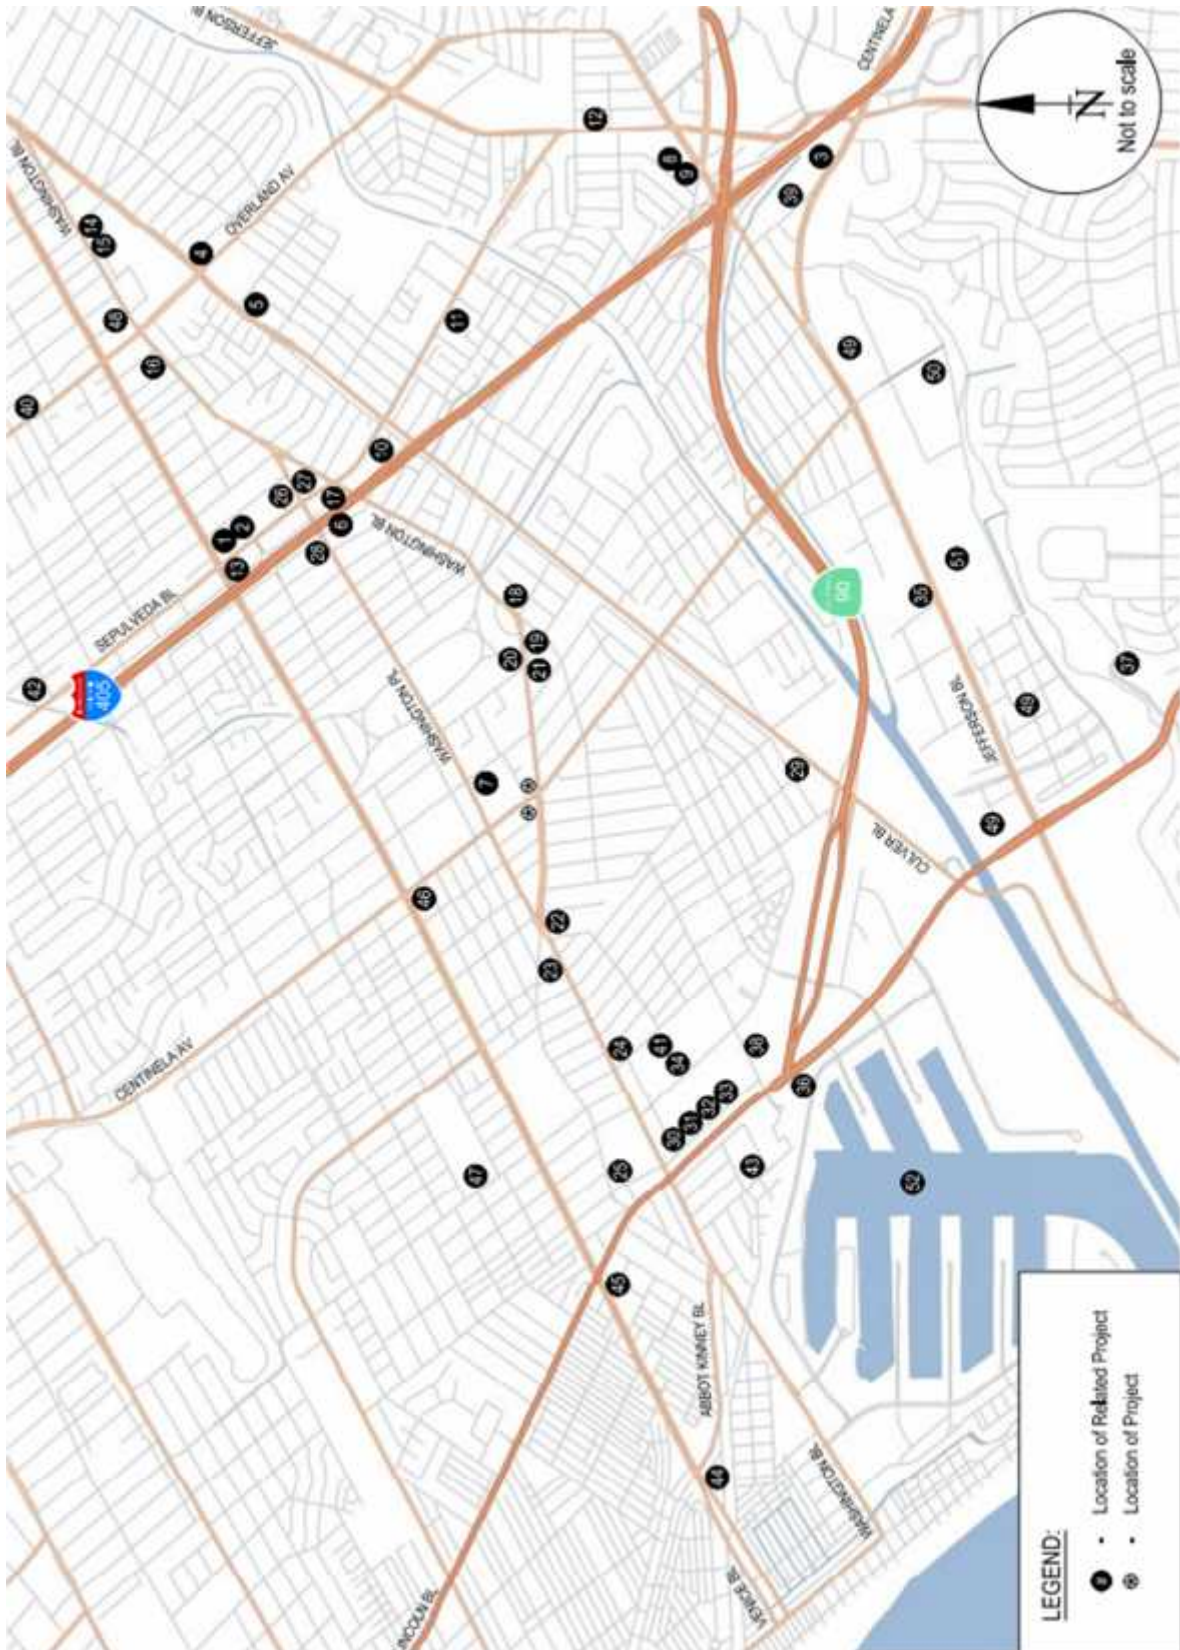 JEFFERSON BL
CENTINELA
WASHINGTON BL
OVERLAND AV
N
Not to scale
12
8
9
3
39
14
15
4
5
48
16
11
40
49
50
10
26
27
17
1
2
6
13
28
SEPULVEDA BL
WASHINGTON BL
18
19
20
21
42
405
90
35
51
37
WASHINGTON PL
JEFFERSON BL
49
7
29
49
CULVER BL
46
22
23
CENTINELA AV
24
41
34
38
36
33
32
31
30
25
43
47
52
45
ABBOT KINNEY BL
44
WASHINGTON BL
VENICE BL
LINCOLN BL
LEGEND:
# - Location of Related Project
- Location of Project